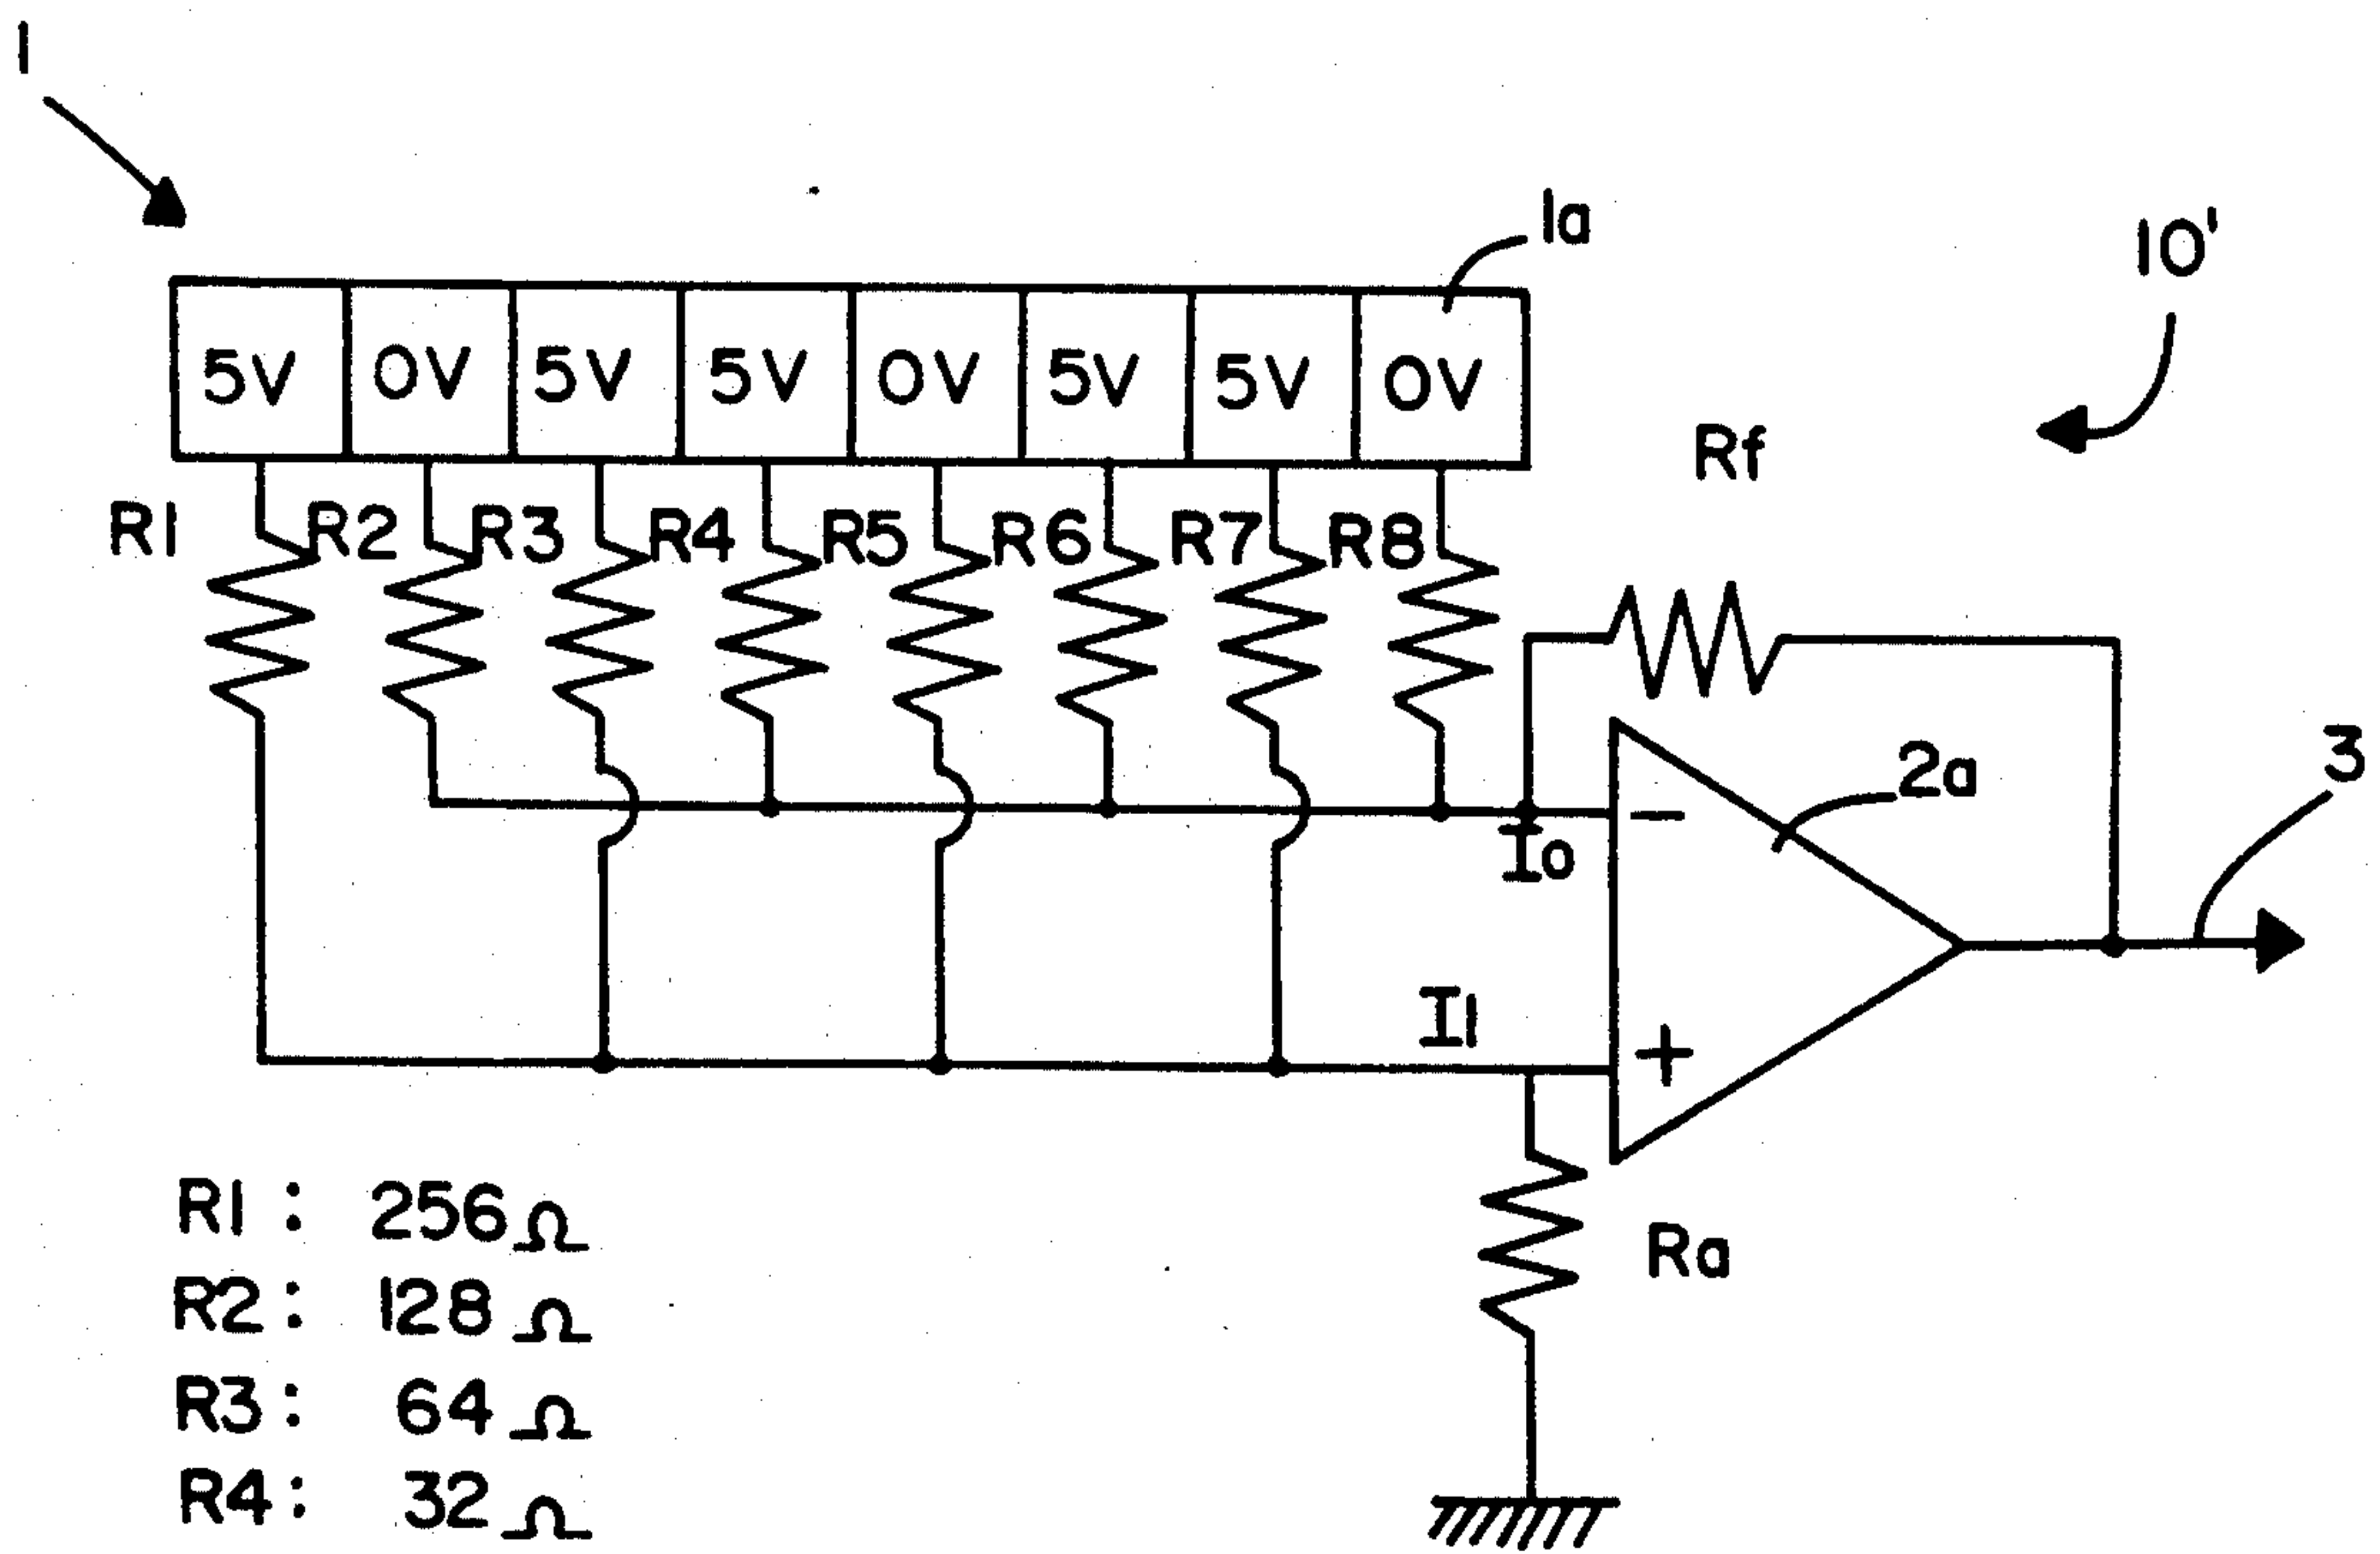 1
1a
10'
5V 0V 5V 5V 0V 5V 5V 0V
Rf
R1 R2 R3 R4 R5 R6 R7 R8
2a
3
−
Io
I1
+
Ra
R1 : 256Ω
R2 : 128Ω
R3 : 64Ω
R4 : 32Ω